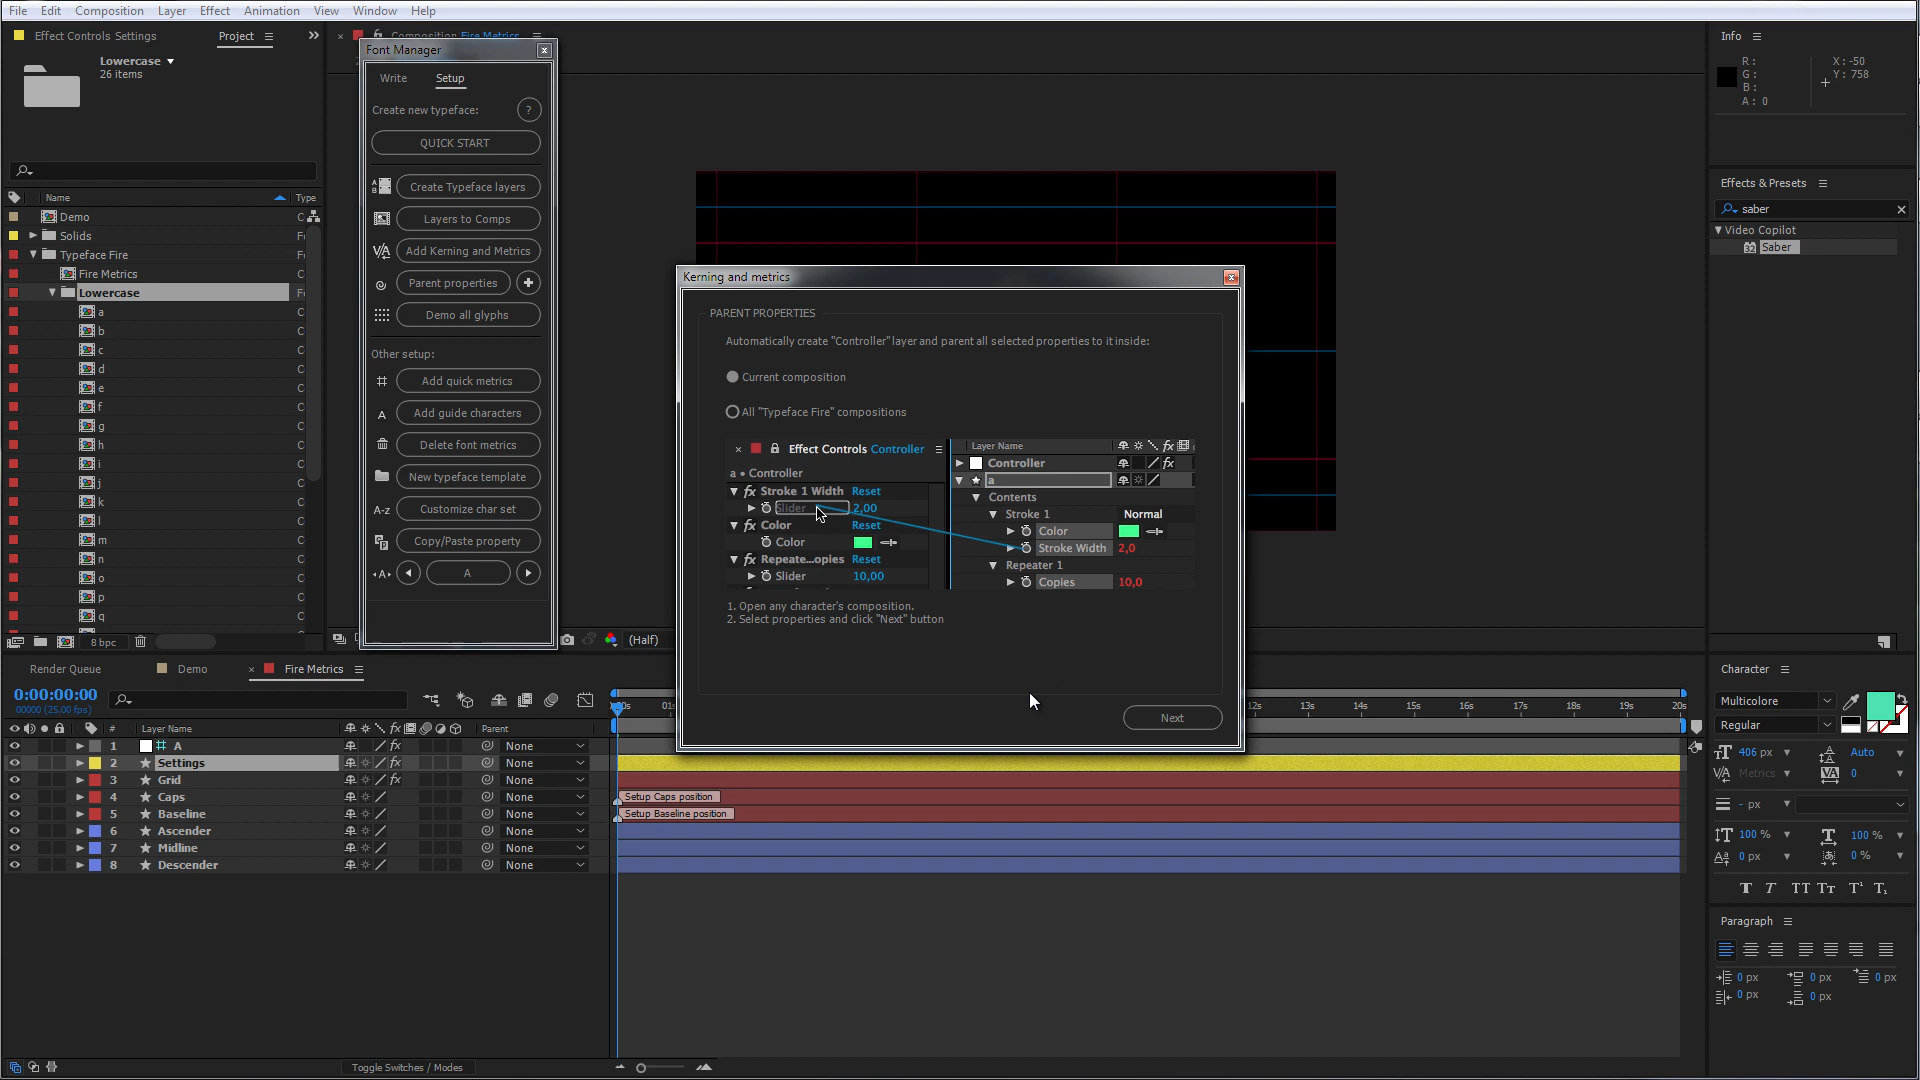 File Edit Composition Layer Effect Animation View Window Help
Effect Controls Settings
Project
Lowercase
26 items
Name
Type
Demo
Solids
Typeface Fire
Fire Metrics
Lowercase
a
b
c
d
e
f
g
h
i
j
k
l
m
n
o
p
q
8 bpc
Composition Fire Metrics
Font Manager
Write Setup
Create new typeface: ?
QUICK START
Create Typeface layers
Layers to Comps
Add Kerning and Metrics
Parent properties
Demo all glyphs
Other setup:
Add quick metrics
Add guide characters
Delete font metrics
New typeface template
A-z Customize char set
Copy/Paste property
A
(Half)
Kerning and metrics
PARENT PROPERTIES
Automatically create "Controller" layer and parent all selected properties to it inside:
Current composition
All "Typeface Fire" compositions
Effect Controls Controller
a • Controller
Stroke 1 Width Reset
Slider 2,00
Color Reset
Color
Repeate...opies Reset
Slider 10,00
Layer Name
Controller
a
Contents
Stroke 1 Normal
Color
Stroke Width 2,0
Repeater 1
Copies 10,0
1. Open any character's composition.
2. Select properties and click "Next" button
Next
Info
R : X : -50
G : Y : 758
B :
A : 0
Effects & Presets
saber
Video Copilot
Saber
Render Queue Demo Fire Metrics
0:00:00:00
00000 (25.00 fps)
# Layer Name Parent
1 A None
2 Settings None
3 Grid None
4 Caps None
5 Baseline None
6 Ascender None
7 Midline None
8 Descender None
01s 12s 13s 14s 15s 16s 17s 18s 19s 20s
Setup Caps position
Setup Baseline position
Toggle Switches / Modes
Character
Multicolore
Regular
406 px Auto
Metrics 0
- px
100 % 100 %
0 px 0 %
Paragraph
0 px 0 px 0 px
0 px 0 px